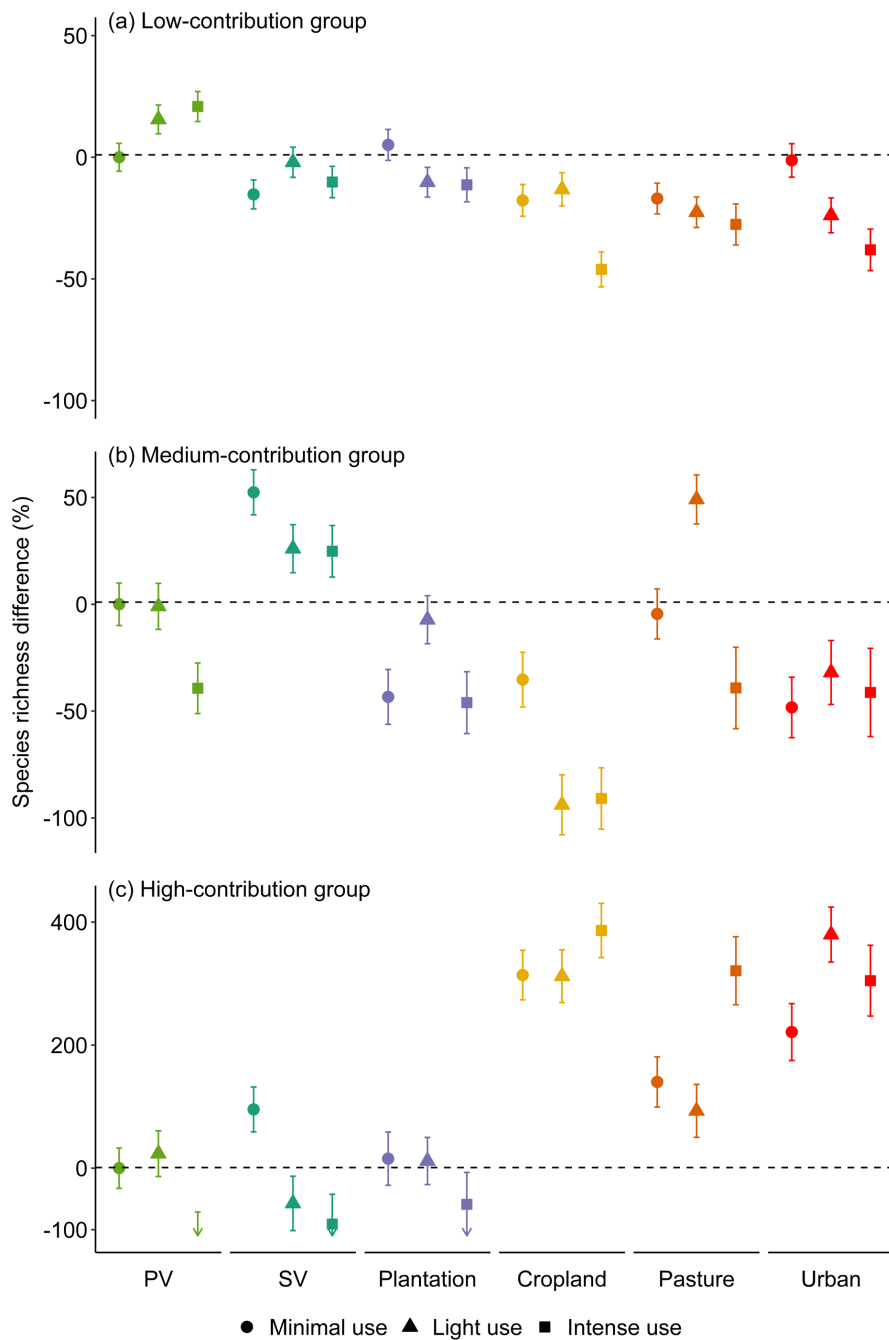 (a) Low-contribution group
50
0
-50
-100
(b) Medium-contribution group
50
0
-50
-100
Species richness difference (%)
(c) High-contribution group
400
200
0
-100
PV SV Plantation Cropland Pasture Urban
Minimal use Light use Intense use